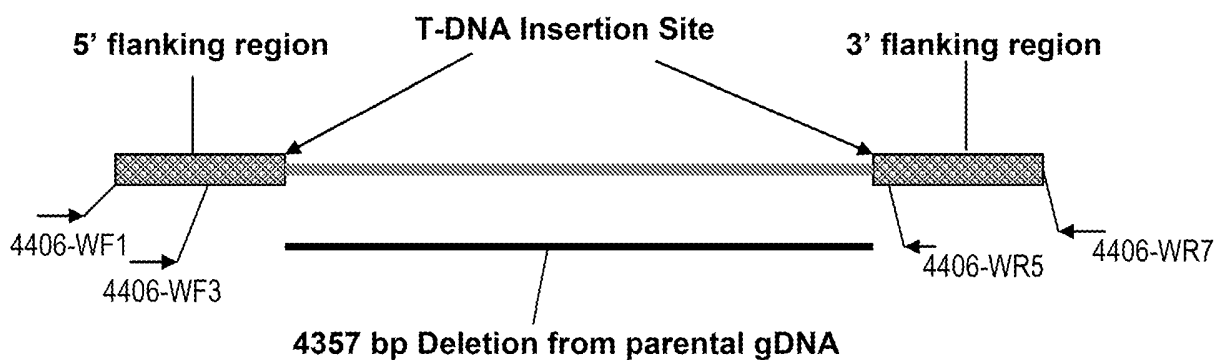 T-DNA Insertion Site
5' flanking region
3' flanking region
4406-WF1
4406-WF3
4406-WR5
4406-WR7
4357 bp Deletion from parental gDNA